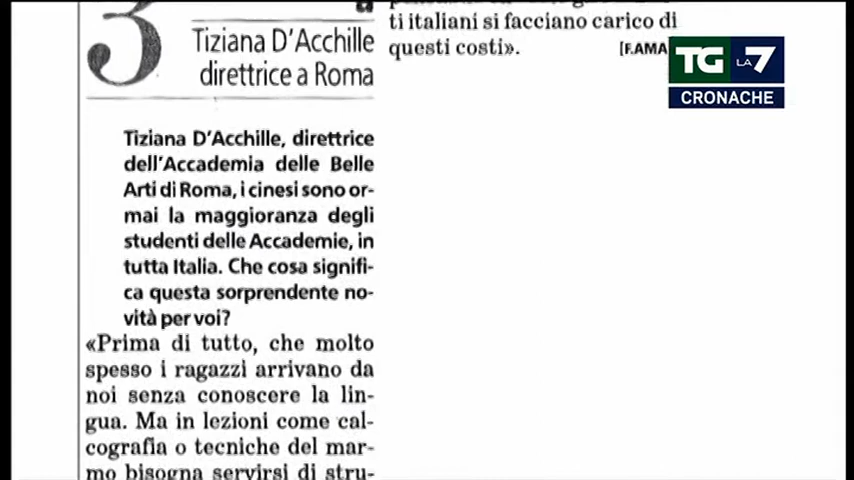 3
Tiziana D'Acchille
direttrice a Roma
Tiziana D'Acchille, direttrice
dell'Accademia delle Belle
Arti di Roma, i cinesi sono or-
mai la maggioranza degli
studenti delle Accademie, in
tutta Italia. Che cosa signifi-
ca questa sorprendente no-
vità per voi?
«Prima di tutto, che molto
spesso i ragazzi arrivano da
noi senza conoscere la lin-
gua. Ma in lezioni come cal-
cografia o tecniche del mar-
mo bisogna servirsi di stru-
ti italiani si facciano carico di
questi costi».
[F.AMA
TG LA 7
CRONACHE